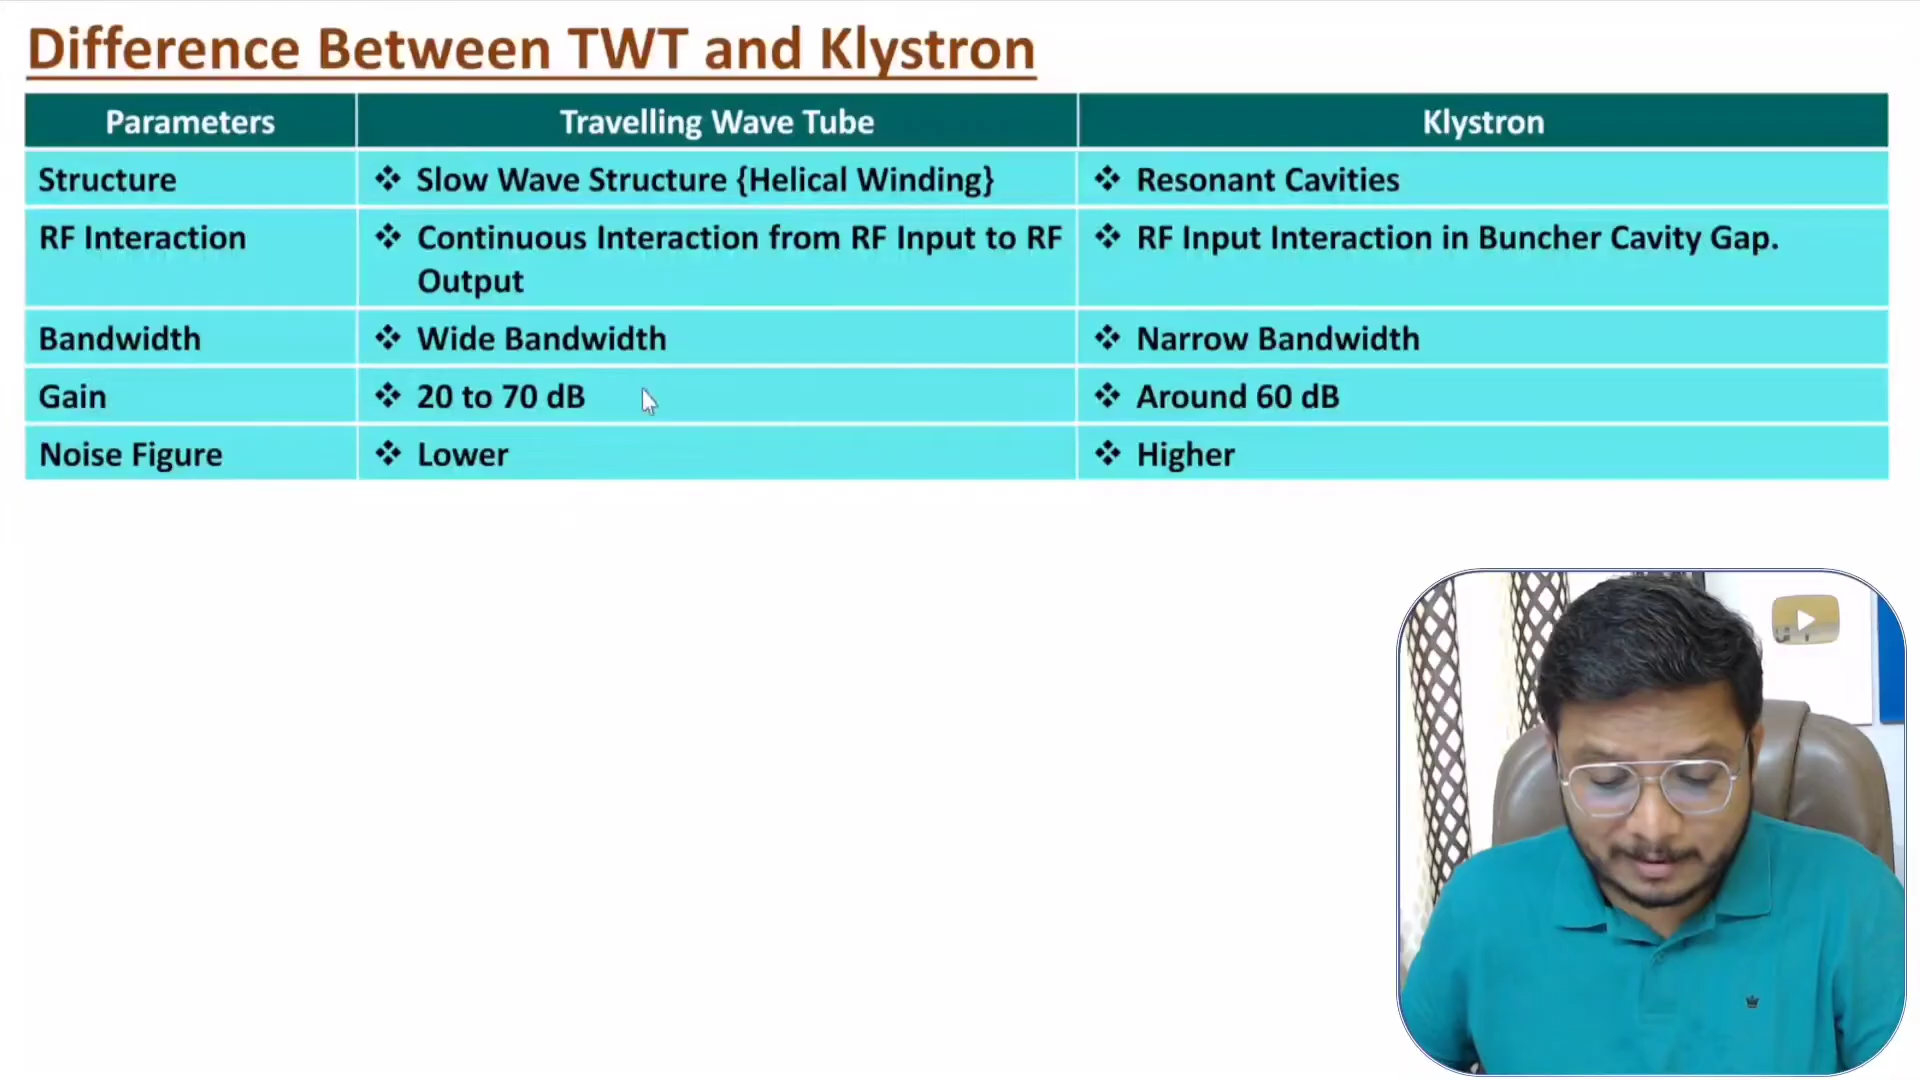 Difference Between TWT and Klystron
Parameters
Travelling Wave Tube
Klystron
Structure
❖ Slow Wave Structure {Helical Winding}
❖ Resonant Cavities
RF Interaction
❖ Continuous Interaction from RF Input to RF
Output
❖ RF Input Interaction in Buncher Cavity Gap.
Bandwidth
❖ Wide Bandwidth
❖ Narrow Bandwidth
Gain
❖ 20 to 70 dB
❖ Around 60 dB
Noise Figure
❖ Lower
❖ Higher